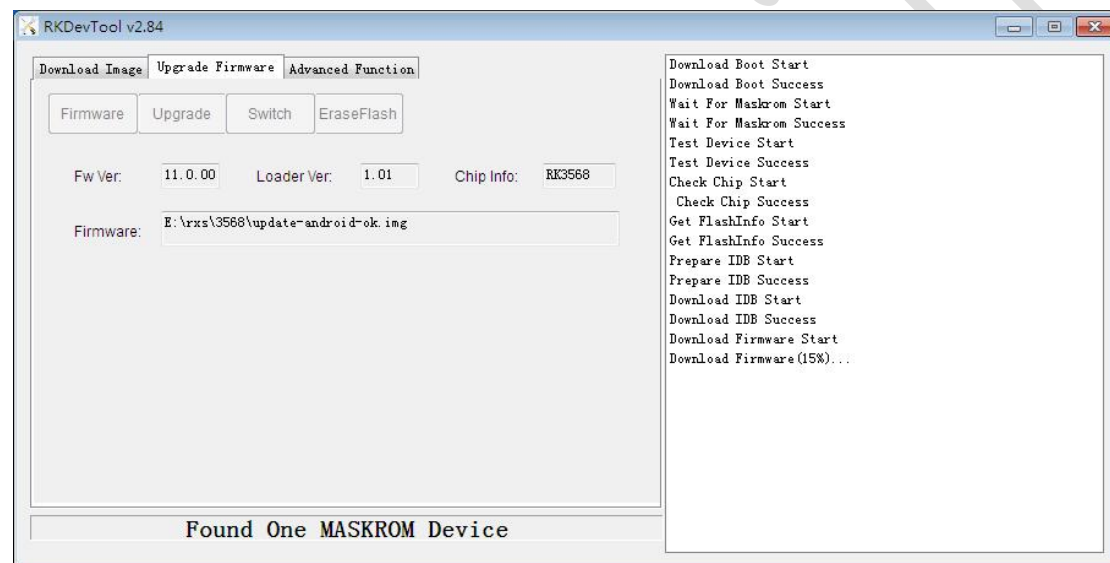 RKDevTool v2.84
Download Image Upgrade Firmware Advanced Function
Firmware Upgrade Switch EraseFlash
Fw Ver: 11.0.00 Loader Ver: 1.01 Chip Info: RK3568
Firmware: E:\rxs\3568\update-android-ok.img
Found One MASKROM Device
Download Boot Start
Download Boot Success
Wait For Maskrom Start
Wait For Maskrom Success
Test Device Start
Test Device Success
Check Chip Start
Check Chip Success
Get FlashInfo Start
Get FlashInfo Success
Prepare IDB Start
Prepare IDB Success
Download IDB Start
Download IDB Success
Download Firmware Start
Download Firmware(15%)...